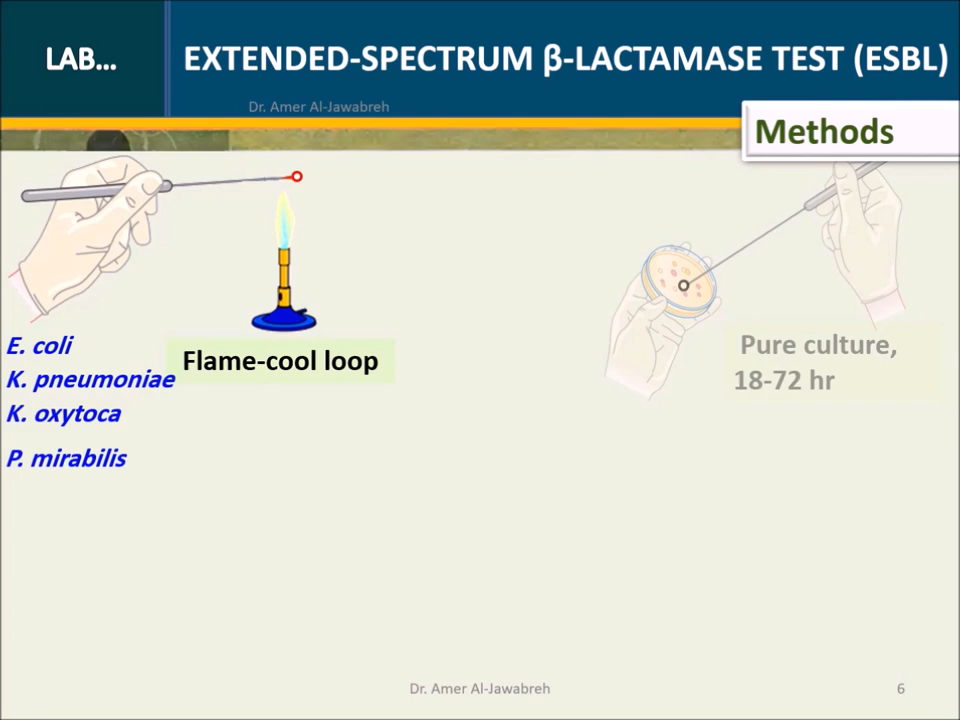 LAB...
EXTENDED-SPECTRUM β-LACTAMASE TEST (ESBL)
Dr. Amer Al-Jawabreh
Methods
E. coli
K. pneumoniae
K. oxytoca
P. mirabilis
Flame-cool loop
Pure culture,
18-72 hr
Dr. Amer Al-Jawabreh
6